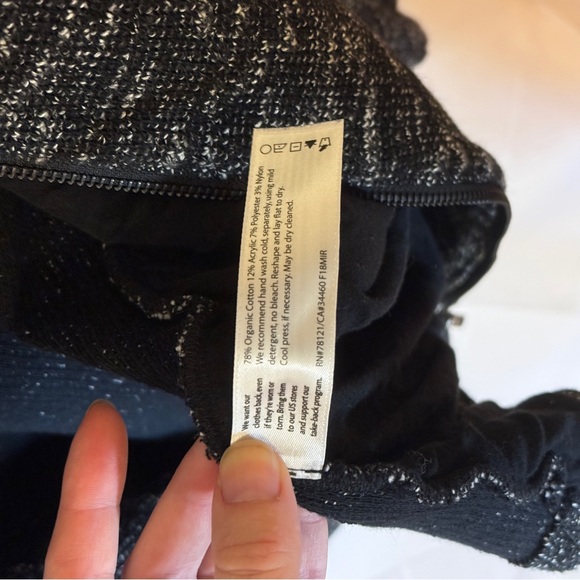 78% Organic Cotton 12% Acrylic 7% Polyester 3% Nylon
We recommend hand wash cold, separately, using mild
detergent, no bleach. Reshape and lay flat to dry.
Cool press, if necessary. May be dry cleaned.
RN#78121/CA#34460 F18MIR
We want our
clothes back, even
if they're worn or
torn. Bring them
to our US stores
and support our
take-back program.